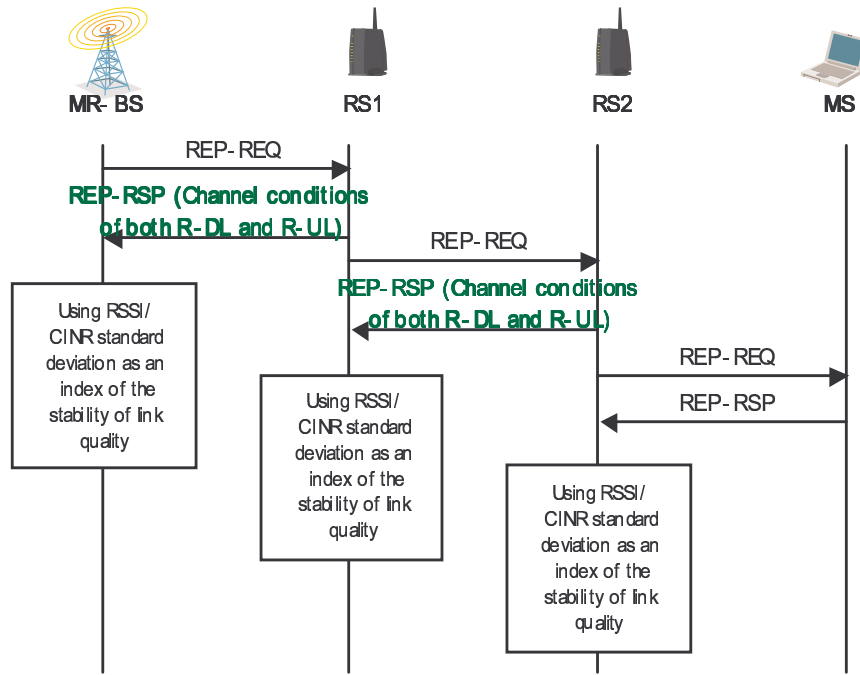 MR- BS
RS1
RS2
MS
REP- REQ
REP- RSP (Channel conditions
of both R- DL and R- UL)
REP- REQ
REP- RSP (Channel conditions
of both R- DL and R- UL)
Using RSSI/
CINR standard
deviation as an
index of the
stability of link
quality
REP- REQ
REP- RSP
Using RSSI/
CINR standard
deviation as an
index of the
stability of link
quality
Using RSSI/
CINR standard
deviation as an
index of the
stability of link
quality